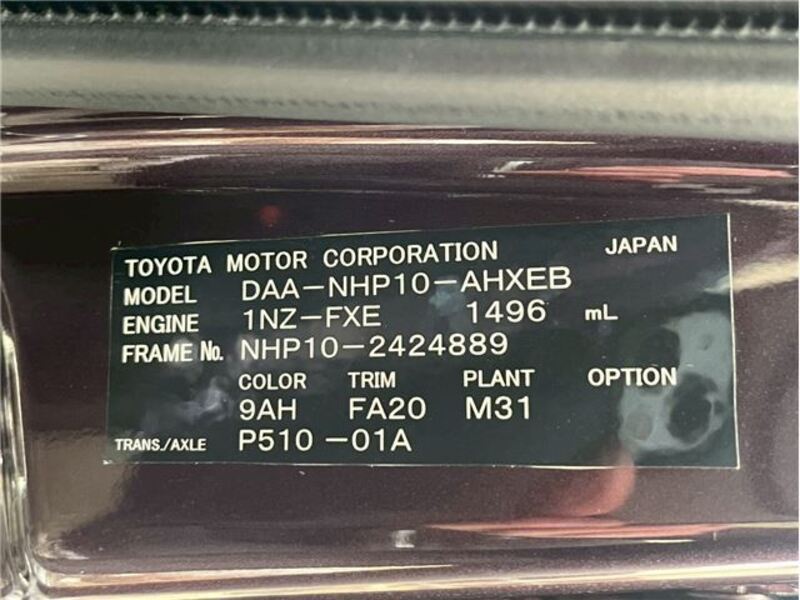 TOYOTA MOTOR CORPORATION JAPAN
MODEL DAA-NHP10-AHXEB
ENGINE 1NZ-FXE 1496 mL
FRAME No. NHP10-2424889
COLOR TRIM PLANT OPTION
9AH FA20 M31
TRANS./AXLE P510-01A